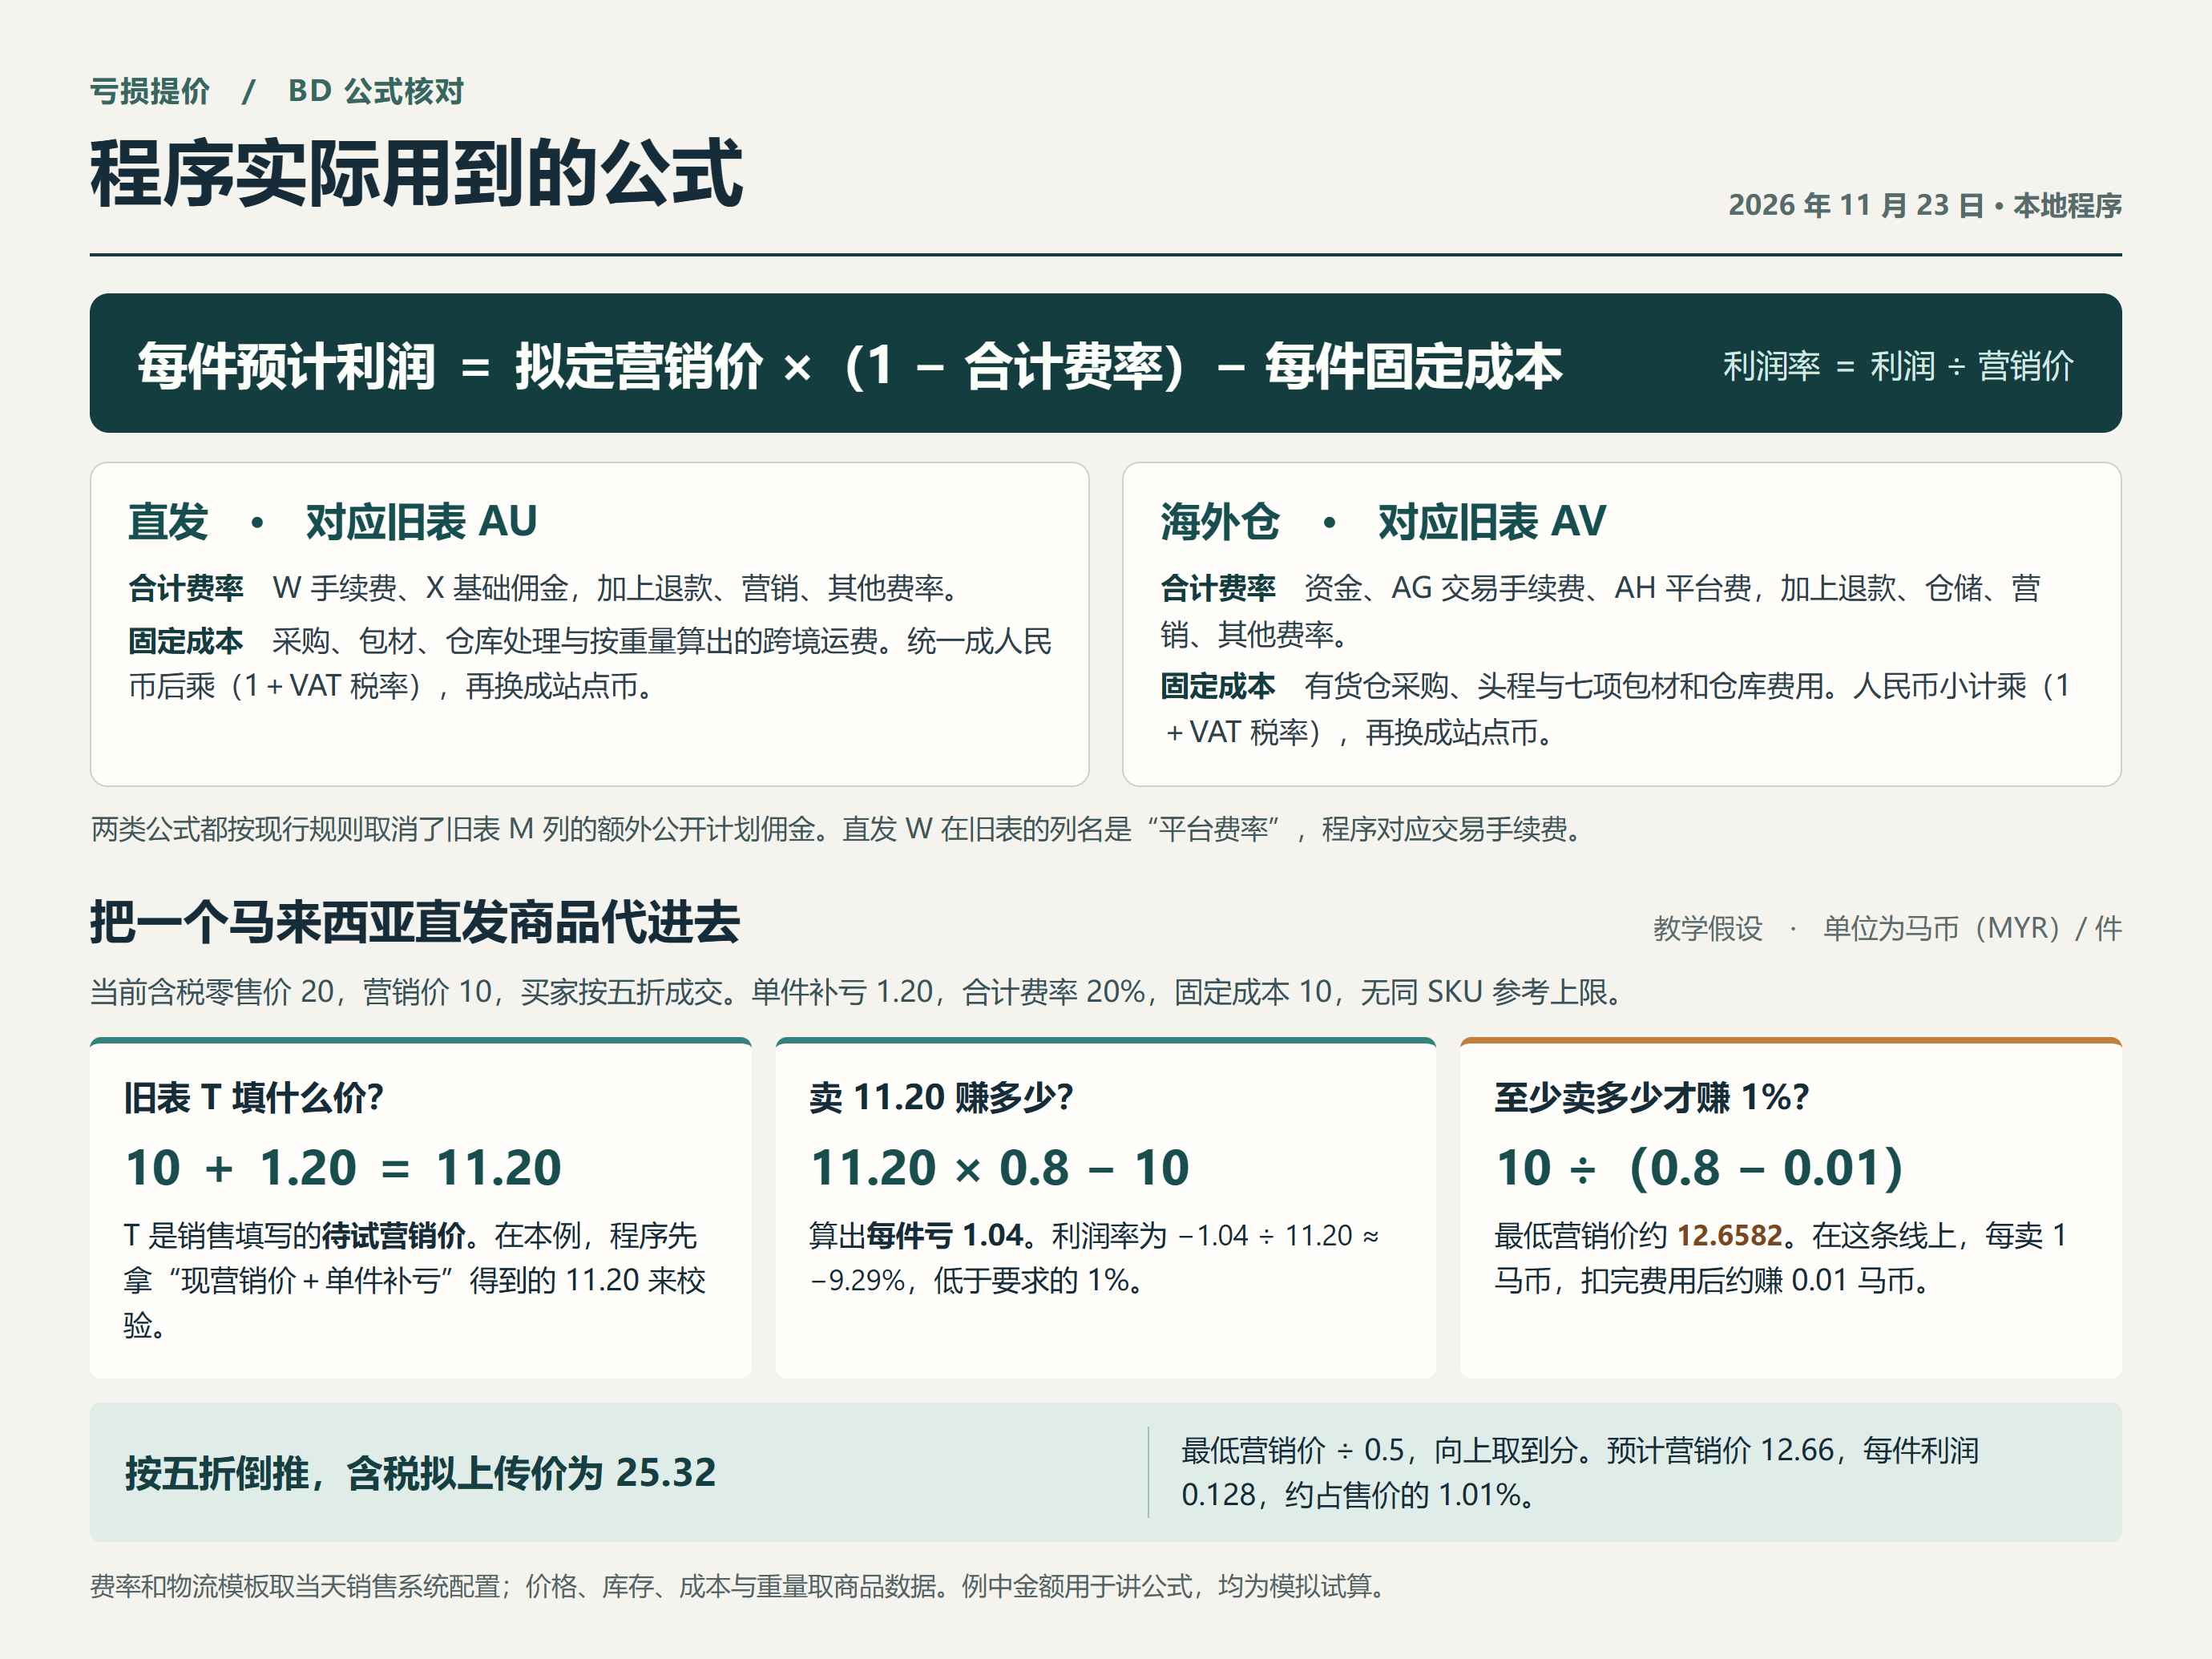 亏损提价 / BD 公式核对
程序实际用到的公式
2026 年 11 月 23 日 • 本地程序
每件预计利润 = 拟定营销价 ×（1 − 合计费率）− 每件固定成本
利润率 = 利润 ÷ 营销价
直发 • 对应旧表 AU
合计费率 W 手续费、X 基础佣金，加上退款、营销、其他费率。
固定成本 采购、包材、仓库处理与按重量算出的跨境运费。统一成人民
币后乘（1 + VAT 税率），再换成站点币。
海外仓 • 对应旧表 AV
合计费率 资金、AG 交易手续费、AH 平台费，加上退款、仓储、营
销、其他费率。
固定成本 有货仓采购、头程与七项包材和仓库费用。人民币小计乘（1
+ VAT 税率），再换成站点币。
两类公式都按现行规则取消了旧表 M 列的额外公开计划佣金。直发 W 在旧表的列名是“平台费率”，程序对应交易手续费。
把一个马来西亚直发商品代进去
教学假设 · 单位为马币（MYR）/ 件
当前含税零售价 20，营销价 10，买家按五折成交。单件补亏 1.20，合计费率 20%，固定成本 10，无同 SKU 参考上限。
旧表 T 填什么价？
10 + 1.20 = 11.20
T 是销售填写的待试营销价。在本例，程序先
拿“现营销价 + 单件补亏”得到的 11.20 来校
验。
卖 11.20 赚多少？
11.20 × 0.8 − 10
算出每件亏 1.04。利润率为 −1.04 ÷ 11.20 ≈
−9.29%，低于要求的 1%。
至少卖多少才赚 1%？
10 ÷（0.8 − 0.01）
最低营销价约 12.6582。在这条线上，每卖 1
马币，扣完费用后约赚 0.01 马币。
按五折倒推，含税拟上传价为 25.32
最低营销价 ÷ 0.5，向上取到分。预计营销价 12.66，每件利润
0.128，约占售价的 1.01%。
费率和物流模板取当天销售系统配置；价格、库存、成本与重量取商品数据。例中金额用于讲公式，均为模拟试算。